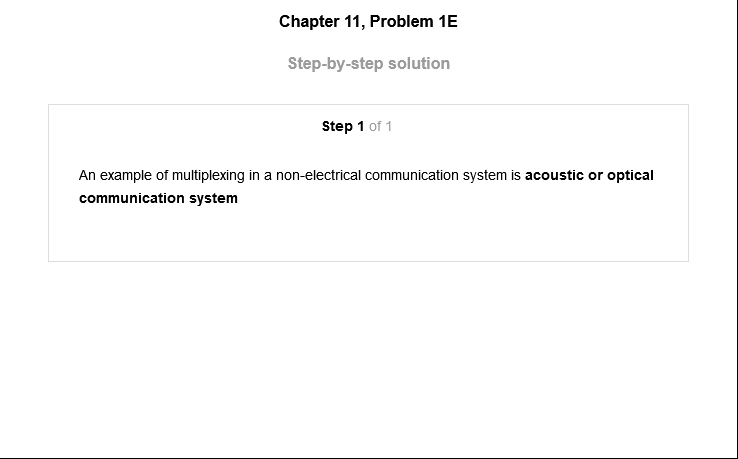 Chapter 11, Problem 1E
Step-by-step solution
Step 1 of 1
An example of multiplexing in a non-electrical communication system is acoustic or optical
communication system